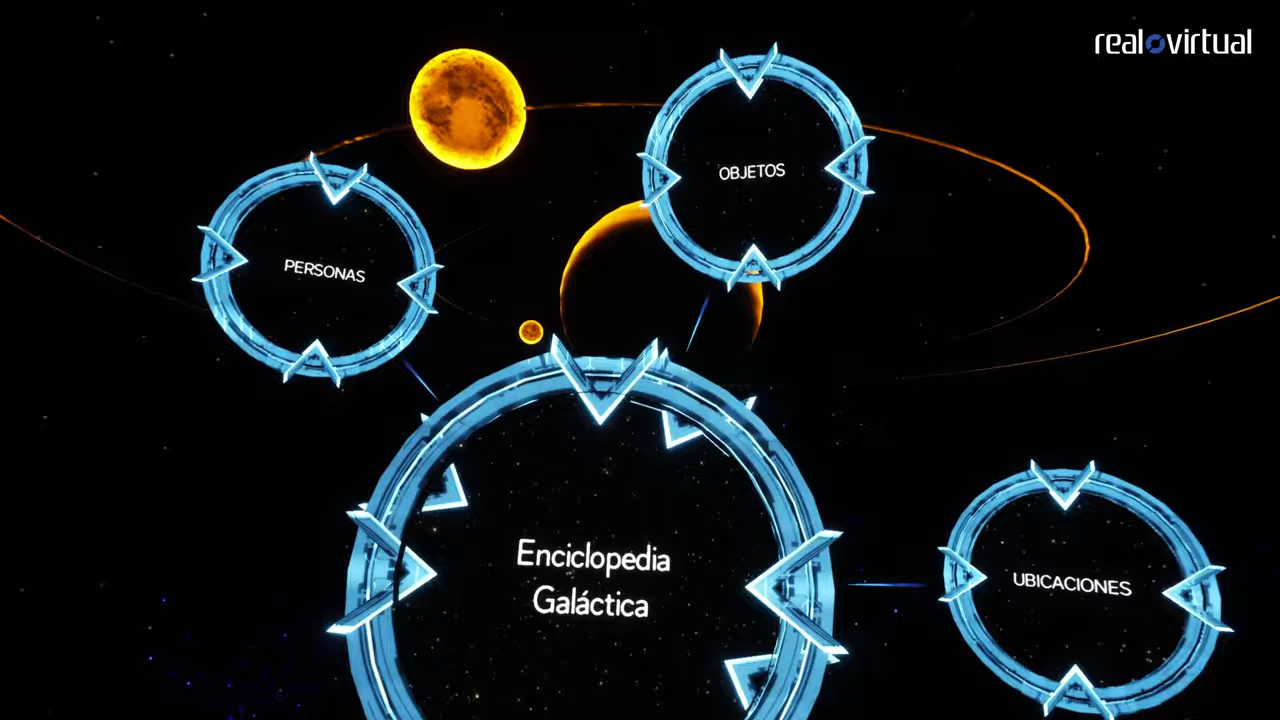 realovirtual
OBJETOS
PERSONAS
Enciclopedia
Galáctica
UBICACIONES